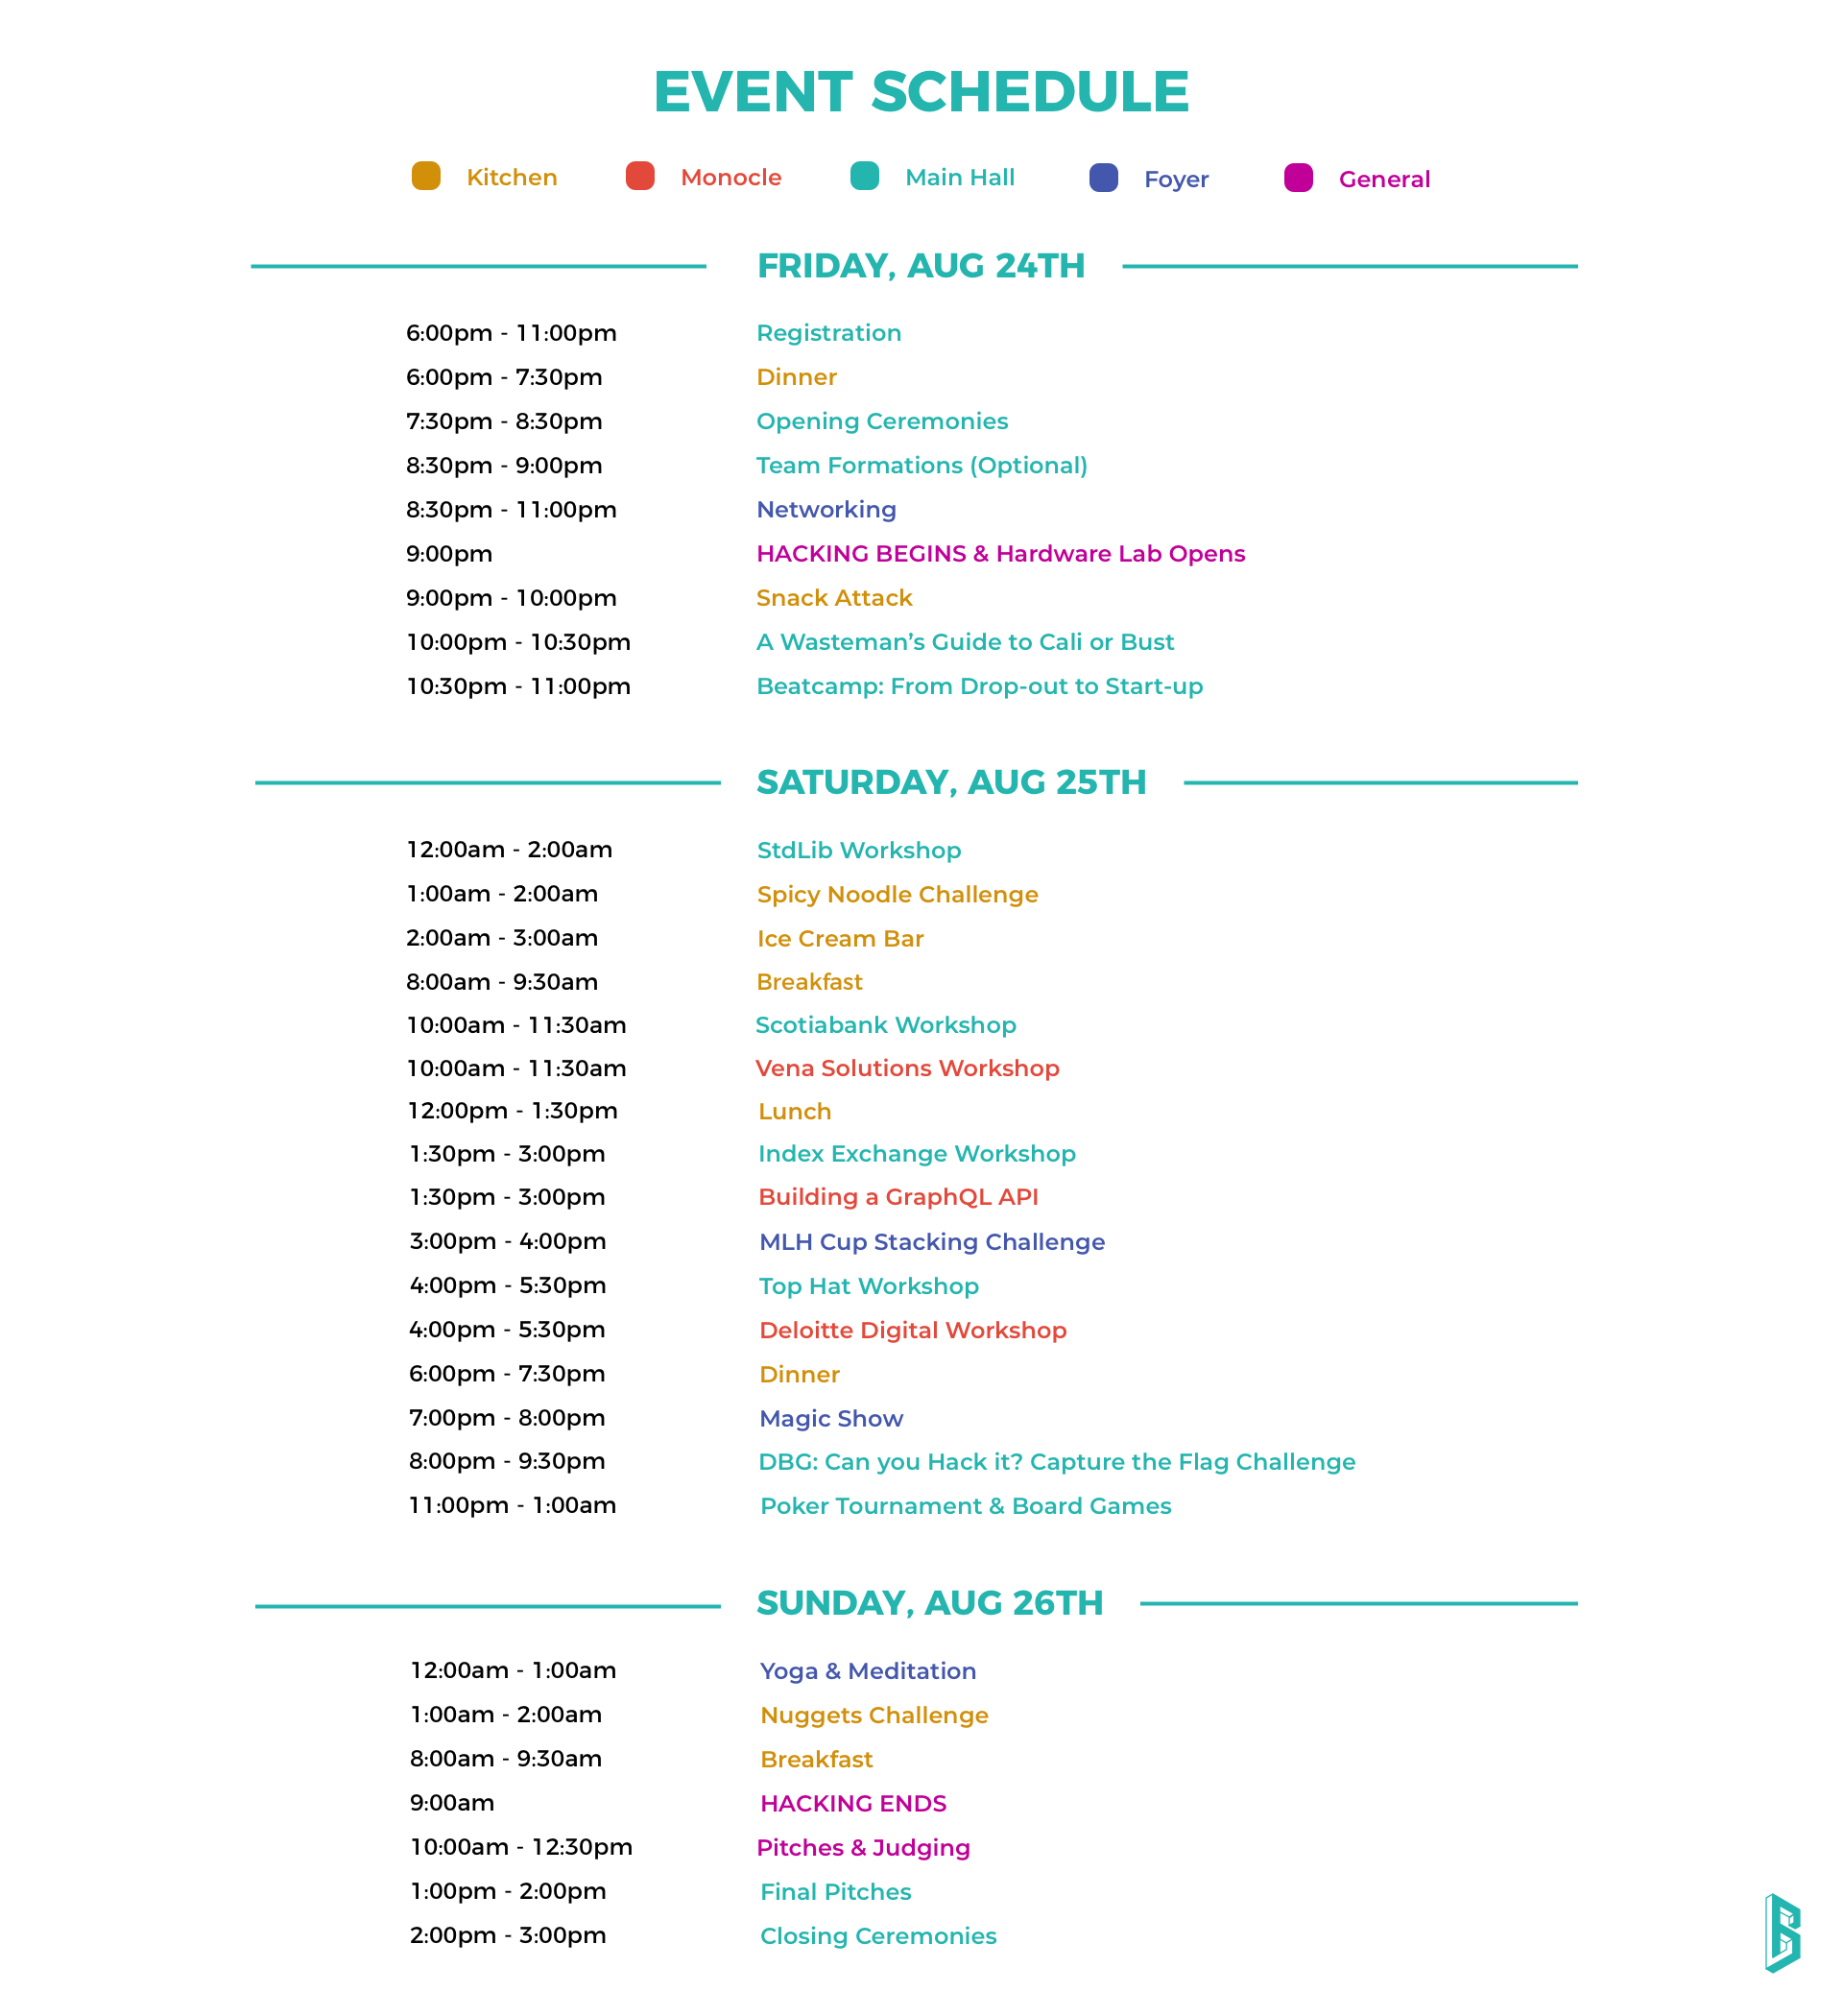 EVENT SCHEDULE
Kitchen Monocle Main Hall Foyer General
FRIDAY, AUG 24TH
6:00pm - 11:00pm Registration
6:00pm - 7:30pm Dinner
7:30pm - 8:30pm Opening Ceremonies
8:30pm - 9:00pm Team Formations (Optional)
8:30pm - 11:00pm Networking
9:00pm HACKING BEGINS & Hardware Lab Opens
9:00pm - 10:00pm Snack Attack
10:00pm - 10:30pm A Wasteman’s Guide to Cali or Bust
10:30pm - 11:00pm Beatcamp: From Drop-out to Start-up
SATURDAY, AUG 25TH
12:00am - 2:00am StdLib Workshop
1:00am - 2:00am Spicy Noodle Challenge
2:00am - 3:00am Ice Cream Bar
8:00am - 9:30am Breakfast
10:00am - 11:30am Scotiabank Workshop
10:00am - 11:30am Vena Solutions Workshop
12:00pm - 1:30pm Lunch
1:30pm - 3:00pm Index Exchange Workshop
1:30pm - 3:00pm Building a GraphQL API
3:00pm - 4:00pm MLH Cup Stacking Challenge
4:00pm - 5:30pm Top Hat Workshop
4:00pm - 5:30pm Deloitte Digital Workshop
6:00pm - 7:30pm Dinner
7:00pm - 8:00pm Magic Show
8:00pm - 9:30pm DBG: Can you Hack it? Capture the Flag Challenge
11:00pm - 1:00am Poker Tournament & Board Games
SUNDAY, AUG 26TH
12:00am - 1:00am Yoga & Meditation
1:00am - 2:00am Nuggets Challenge
8:00am - 9:30am Breakfast
9:00am HACKING ENDS
10:00am - 12:30pm Pitches & Judging
1:00pm - 2:00pm Final Pitches
2:00pm - 3:00pm Closing Ceremonies